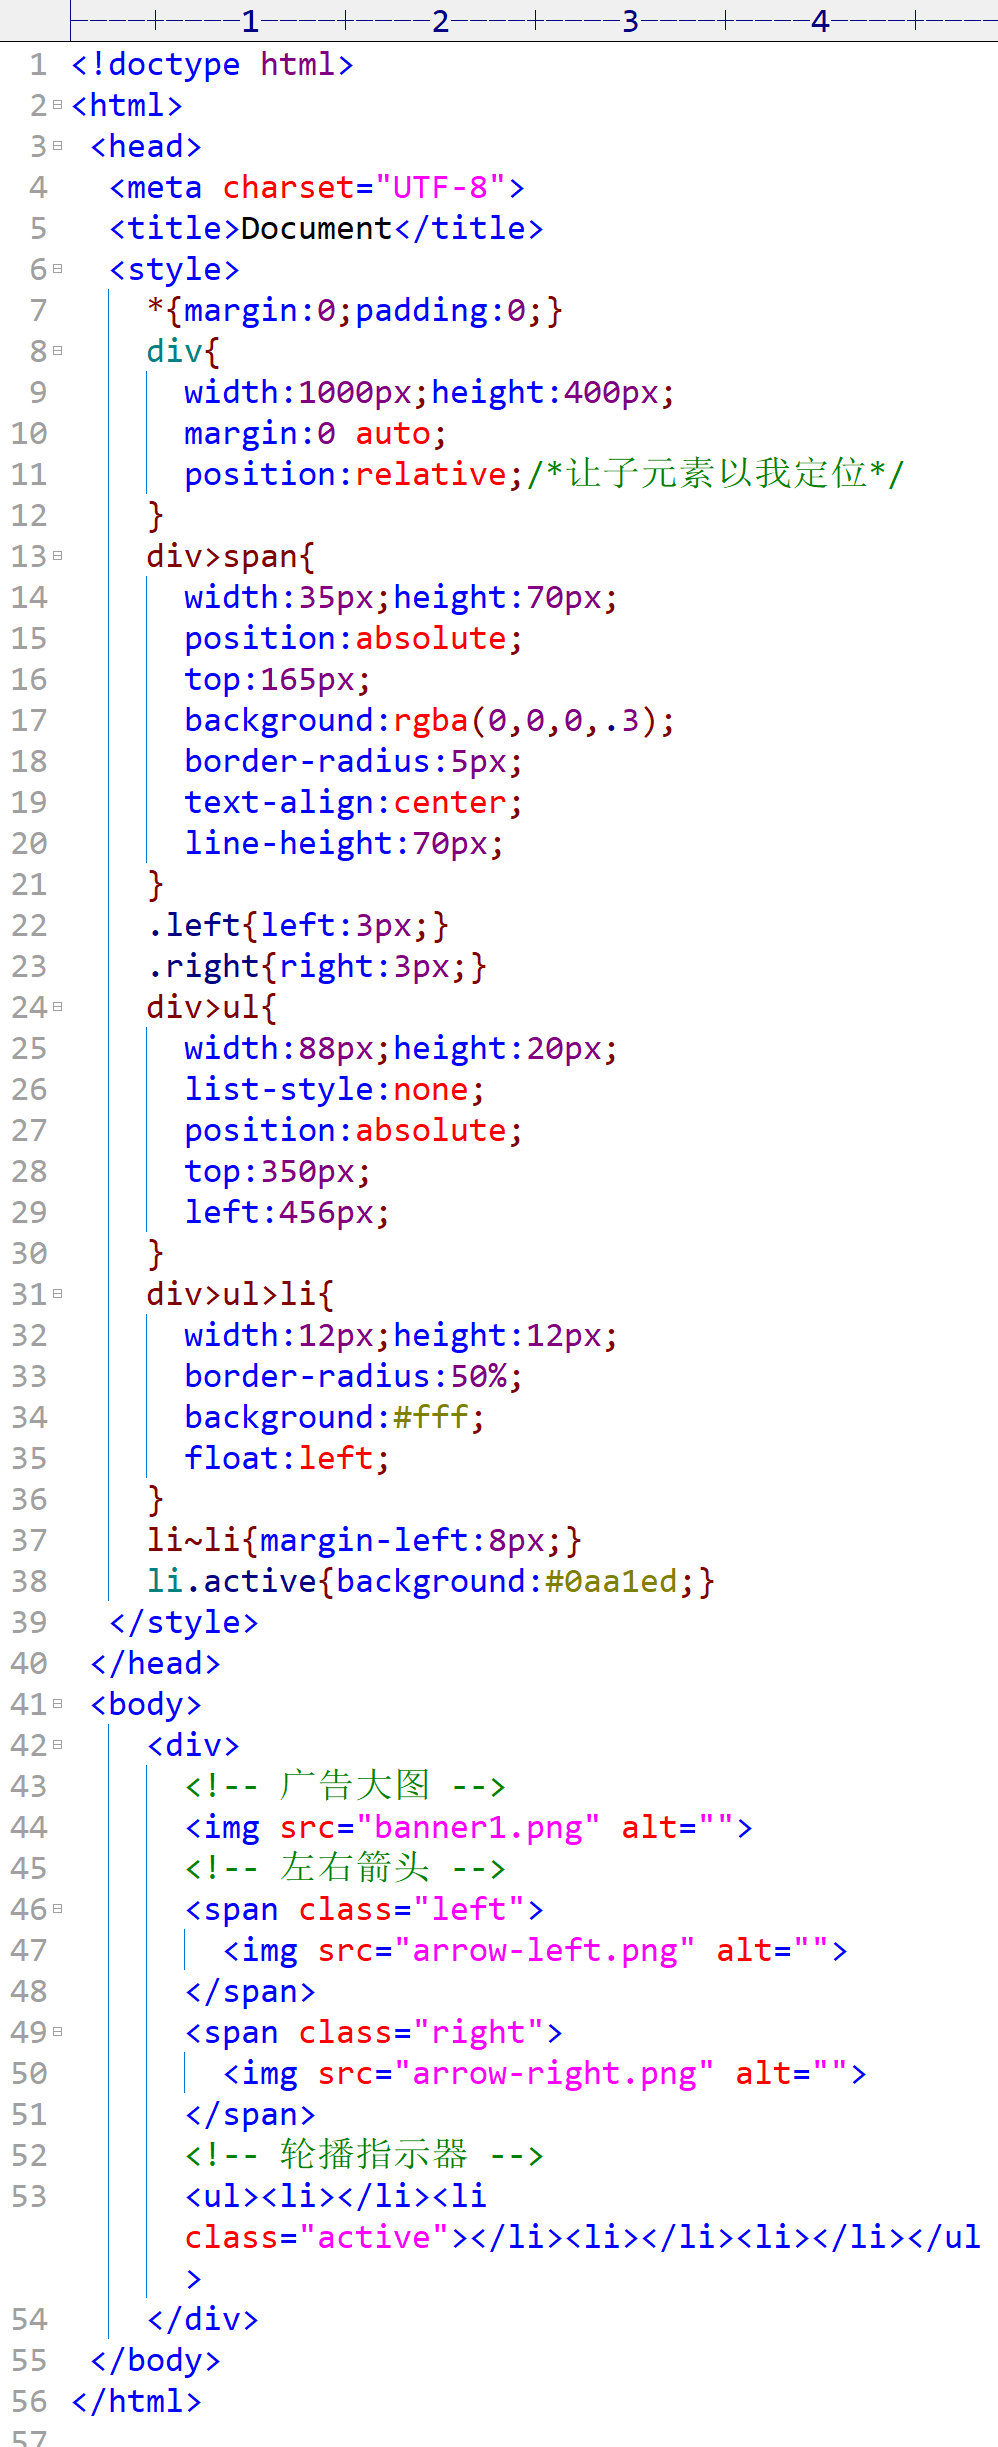 1 2 3 4
1 <!doctype html>
2 <html>
3 <head>
4 <meta charset="UTF-8">
5 <title>Document</title>
6 <style>
7 *{margin:0;padding:0;}
8 div{
9 width:1000px;height:400px;
10 margin:0 auto;
11 position:relative;/*让子元素以我定位*/
12 }
13 div>span{
14 width:35px;height:70px;
15 position:absolute;
16 top:165px;
17 background:rgba(0,0,0,.3);
18 border-radius:5px;
19 text-align:center;
20 line-height:70px;
21 }
22 .left{left:3px;}
23 .right{right:3px;}
24 div>ul{
25 width:88px;height:20px;
26 list-style:none;
27 position:absolute;
28 top:350px;
29 left:456px;
30 }
31 div>ul>li{
32 width:12px;height:12px;
33 border-radius:50%;
34 background:#fff;
35 float:left;
36 }
37 li~li{margin-left:8px;}
38 li.active{background:#0aa1ed;}
39 </style>
40 </head>
41 <body>
42 <div>
43 <!-- 广告大图 -->
44 <img src="banner1.png" alt="">
45 <!-- 左右箭头 -->
46 <span class="left">
47 <img src="arrow-left.png" alt="">
48 </span>
49 <span class="right">
50 <img src="arrow-right.png" alt="">
51 </span>
52 <!-- 轮播指示器 -->
53 <ul><li></li><li
class="active"></li><li></li><li></li></ul
>
54 </div>
55 </body>
56 </html>
57